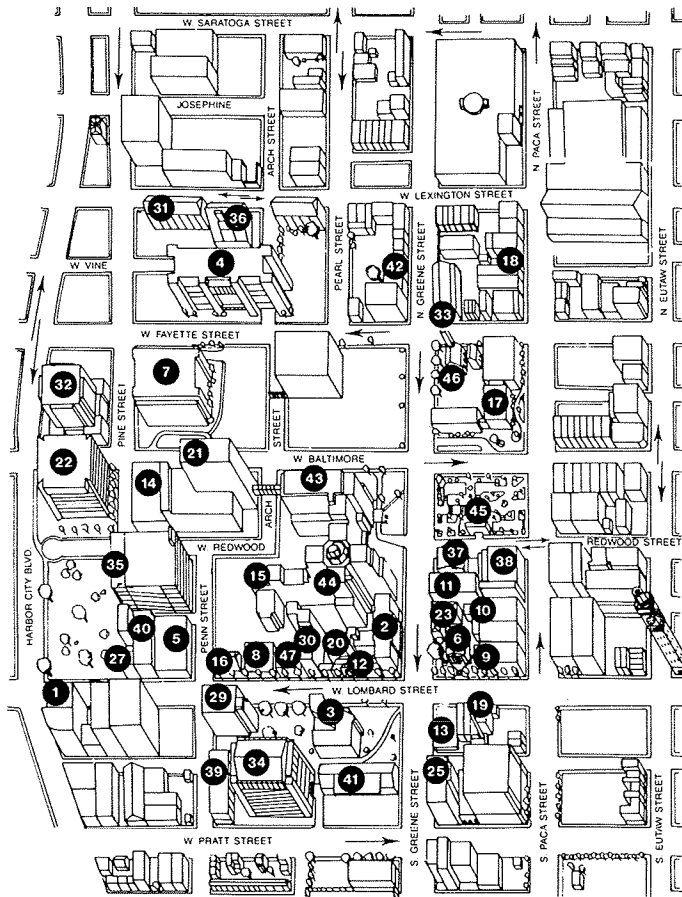 W. SARATOGA STREET
JOSEPHINE
ARCH STREET
N. PACA STREET
W. LEXINGTON STREET
31
36
4
W. VINE
PEARL STREET
42
N. GREENE STREET
18
33
N. EUTAW STREET
W. FAYETTE STREET
32
7
PINE STREET
STREET
46
17
22
21
14
W. BALTIMORE
43
ARCH
45
W. REDWOOD
REDWOOD STREET
HARBOR CITY BLVD.
35
15
44
37
38
11
PENN STREET
40
5
27
16
8
47
30
20
12
2
23
10
6
9
1
W. LOMBARD STREET
29
3
19
13
39
34
41
25
W. PRATT STREET
S. GREENE STREET
S. PACA STREET
S. EUTAW STREET